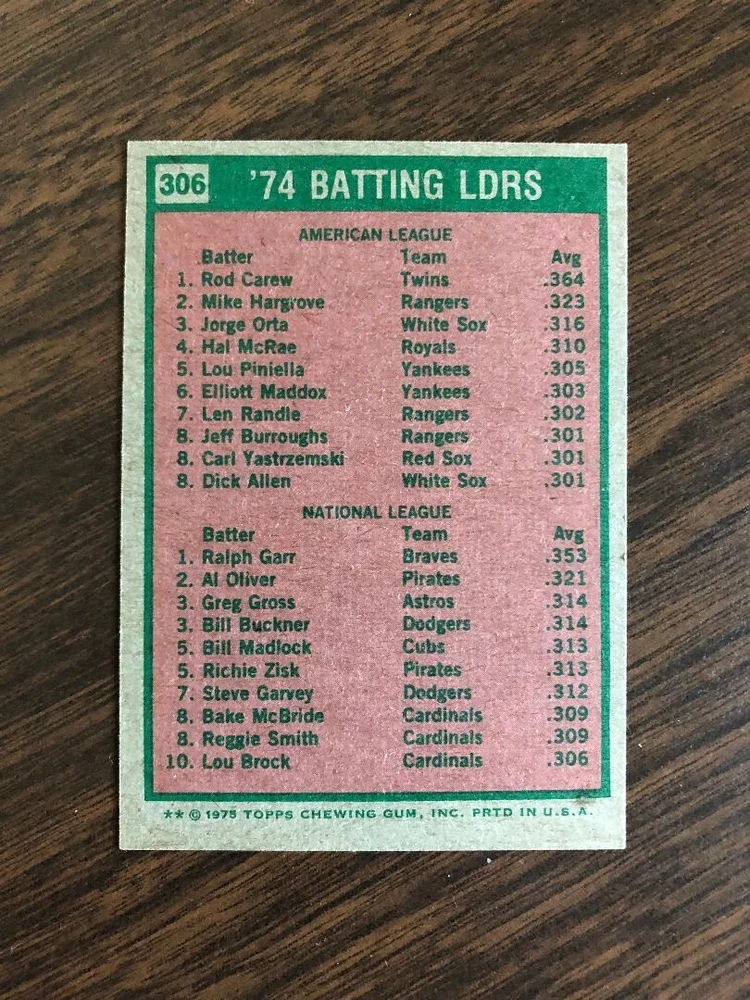 306 '74 BATTING LDRS
AMERICAN LEAGUE
Batter Team Avg
1. Rod Carew Twins .364
2. Mike Hargrove Rangers .323
3. Jorge Orta White Sox .316
4. Hal McRae Royals .310
5. Lou Piniella Yankees .305
6. Elliott Maddox Yankees .303
7. Len Randle Rangers .302
8. Jeff Burroughs Rangers .301
8. Carl Yastrzemski Red Sox .301
8. Dick Allen White Sox .301
NATIONAL LEAGUE
Batter Team Avg
1. Ralph Garr Braves .353
2. Al Oliver Pirates .321
3. Greg Gross Astros .314
3. Bill Buckner Dodgers .314
5. Bill Madlock Cubs .313
5. Richie Zisk Pirates .313
7. Steve Garvey Dodgers .312
8. Bake McBride Cardinals .309
8. Reggie Smith Cardinals .309
10. Lou Brock Cardinals .306
** © 1975 TOPPS CHEWING GUM, INC. PRTD IN U.S.A.